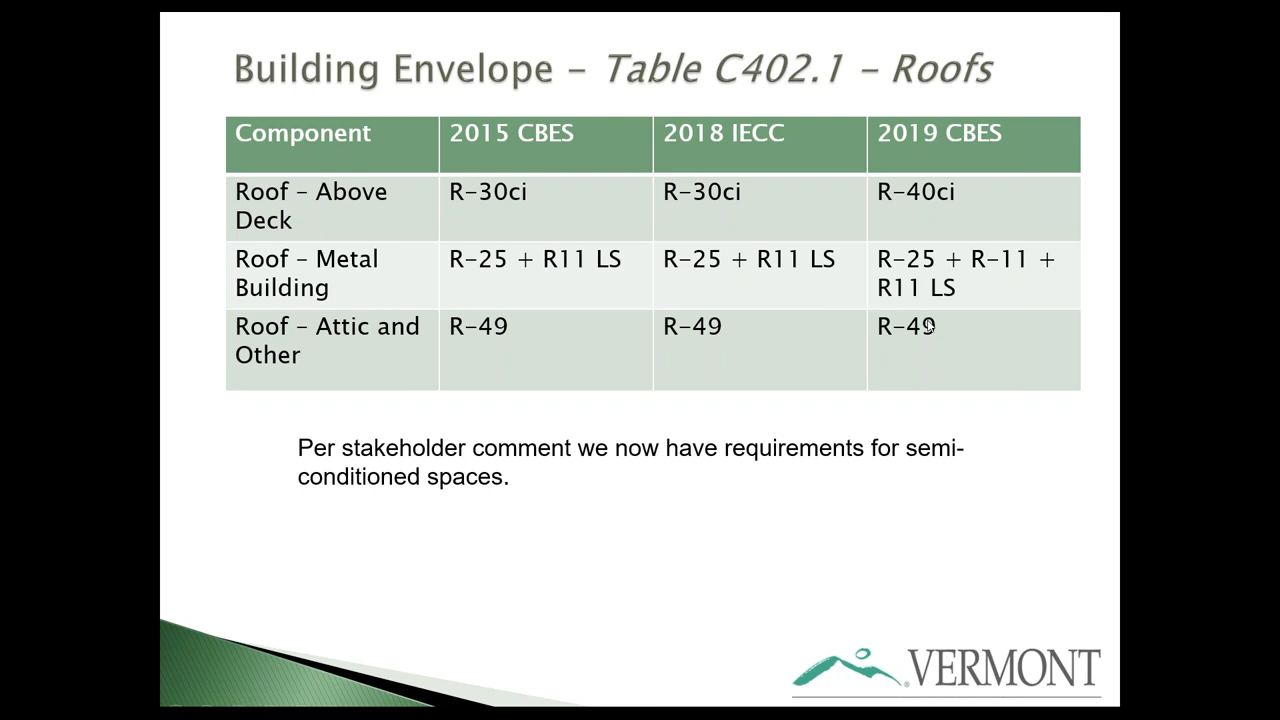 Building Envelope – Table C402.1 – Roofs
Component 2015 CBES 2018 IECC 2019 CBES
Roof – Above Deck R-30ci R-30ci R-40ci
Roof – Metal Building R-25 + R11 LS R-25 + R11 LS R-25 + R-11 + R11 LS
Roof – Attic and Other R-49 R-49 R-49
Per stakeholder comment we now have requirements for semi-
conditioned spaces.
VERMONT